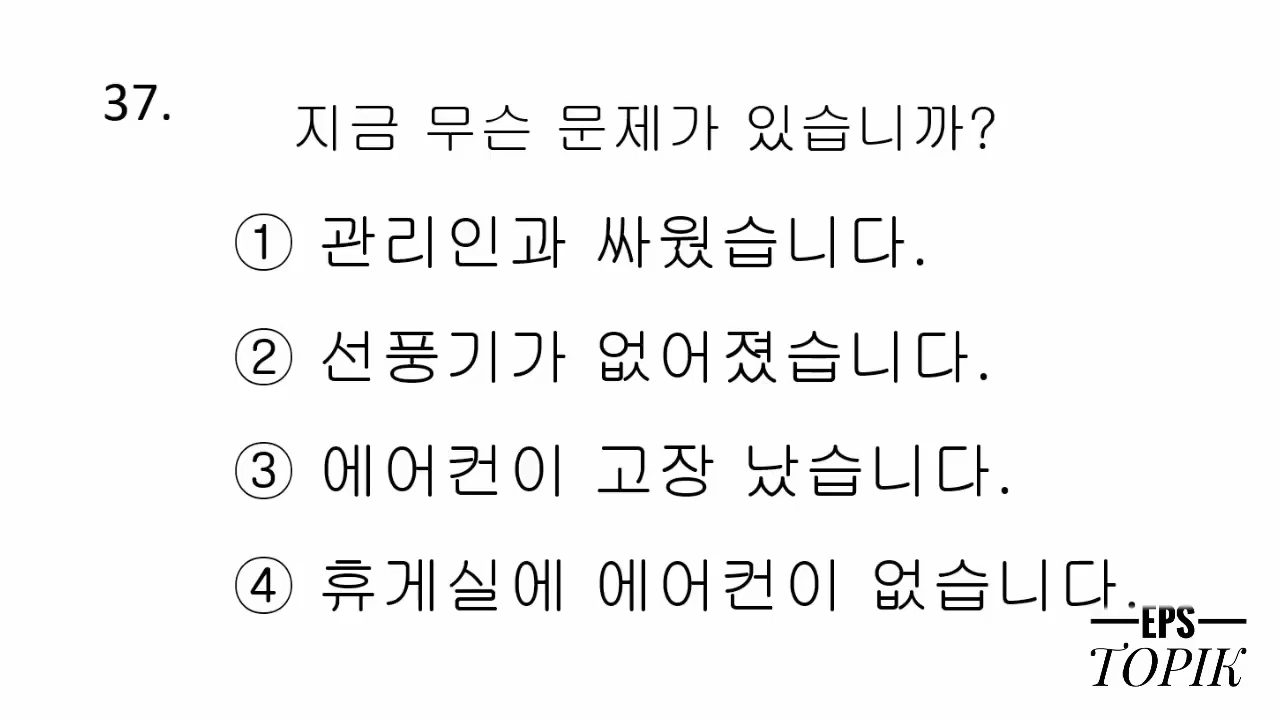 37. 지금 무슨 문제가 있습니까?
① 관리인과 싸웠습니다.
② 선풍기가 없어졌습니다.
③ 에어컨이 고장 났습니다.
④ 휴게실에 에어컨이 없습니다.
EPS
TOPIK